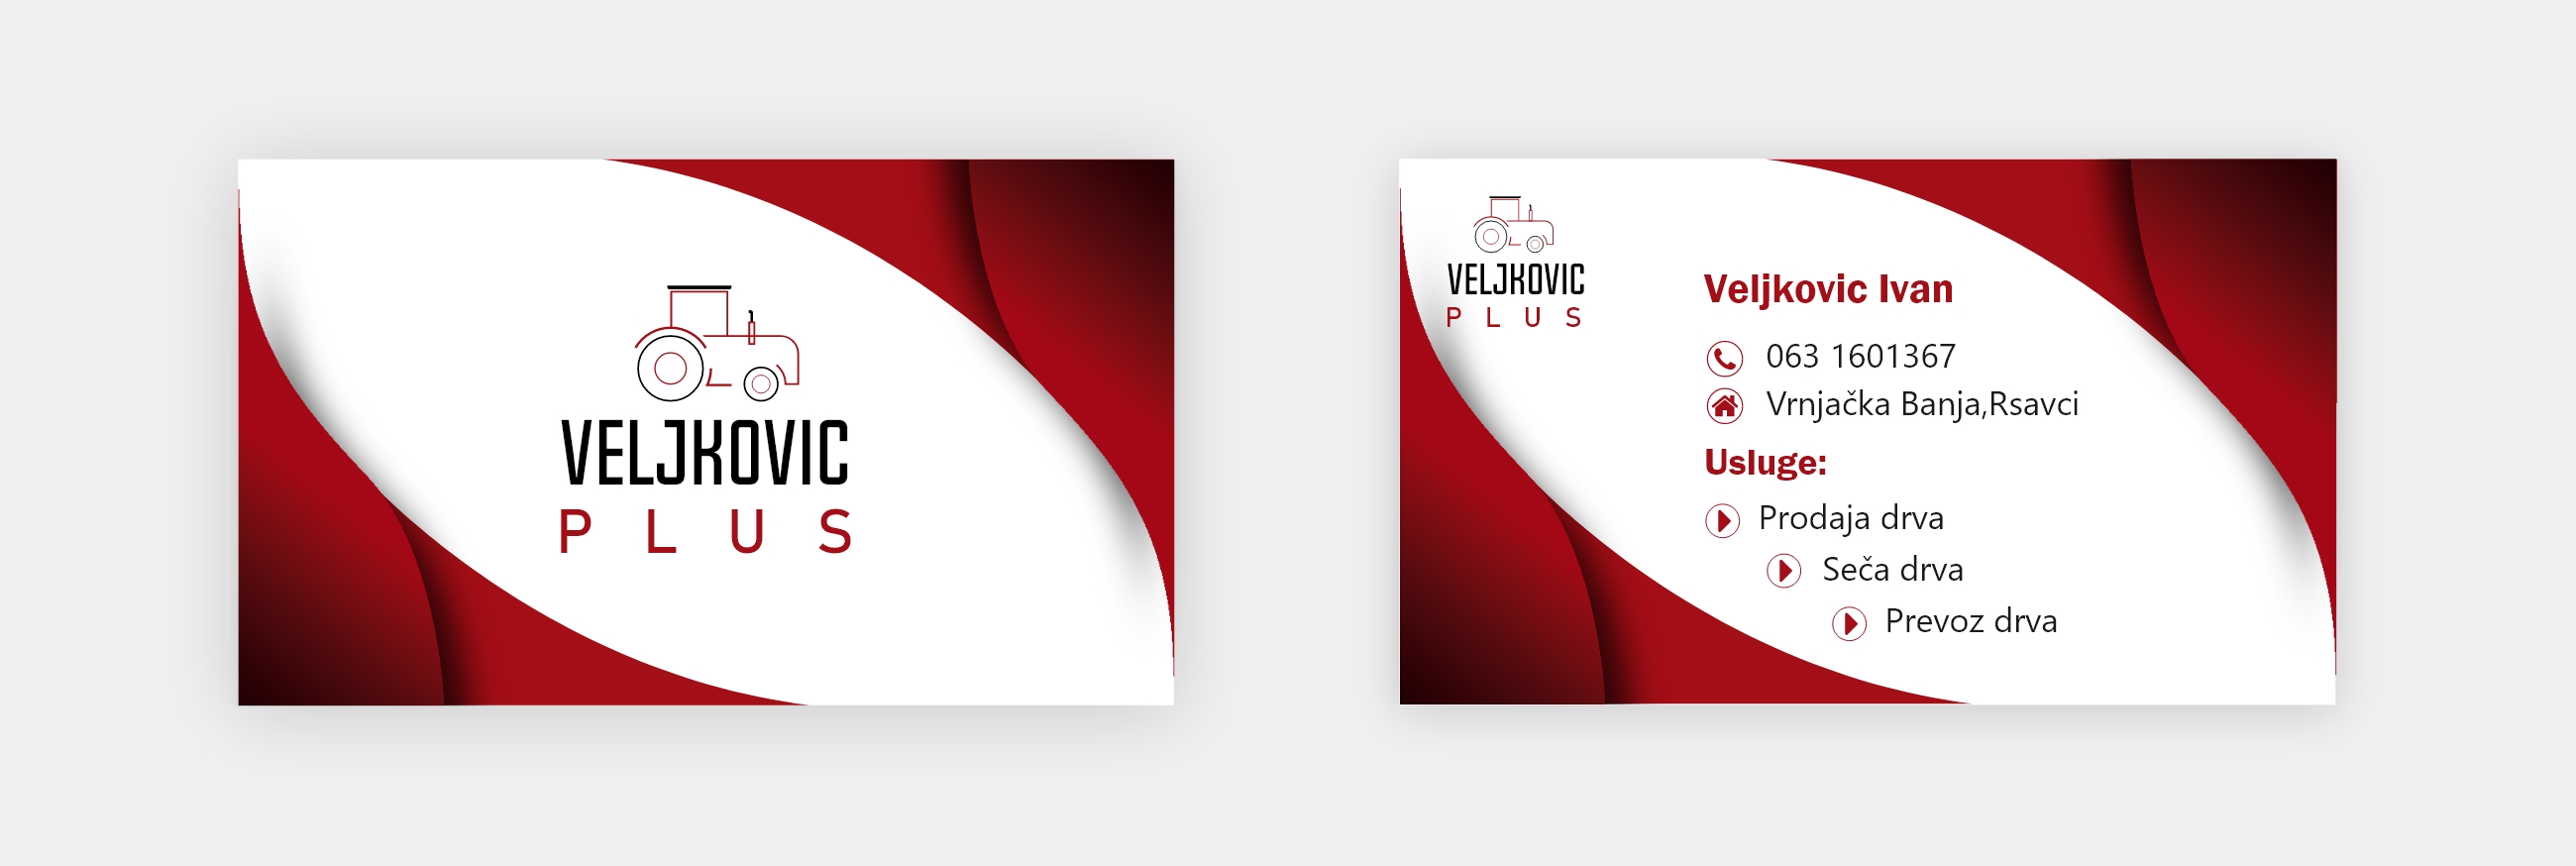 VELJKOVIC
PLUS
VELJKOVIC
PLUS
Veljkovic Ivan
063 1601367
Vrnjačka Banja,Rsavci
Usluge:
Prodaja drva
Seča drva
Prevoz drva